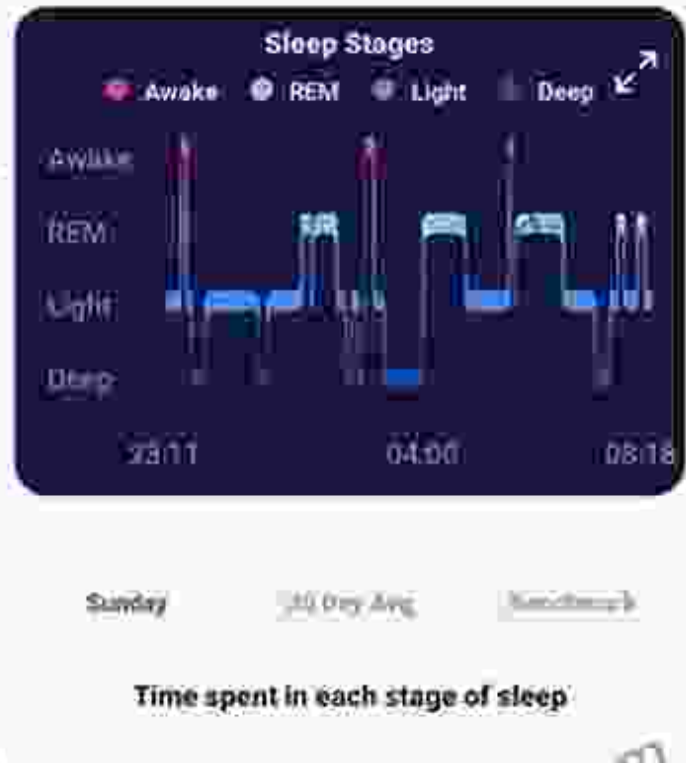 Sleep Stages
Awake REM Light Deep
Awake
REM
Light
Deep
23:11 04:00 08:18
Sunday 30 Day Avg Benchmark
Time spent in each stage of sleep